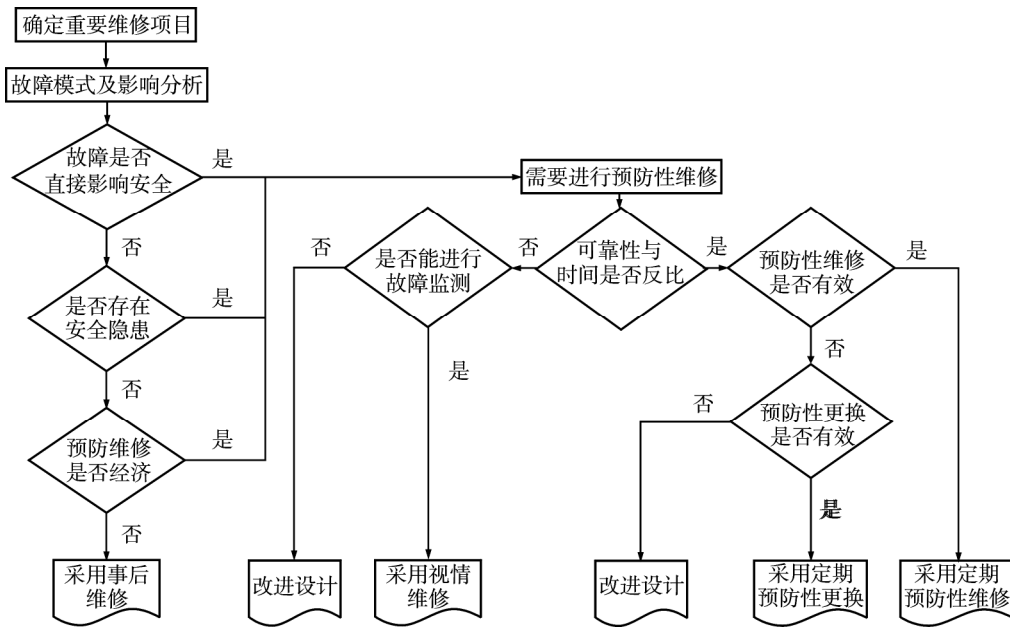 确定重要维修项目
故障模式及影响分析
故障是否
直接影响安全
是
否
是否存在
安全隐患
是
否
预防维修
是否经济
是
否
采用事后
维修
需要进行预防性维修
可靠性与
时间是否反比
否
是
是否能进行
故障监测
否
是
改进设计
采用视情
维修
预防性维修
是否有效
是
否
预防性更换
是否有效
否
是
改进设计
采用定期
预防性更换
采用定期
预防性维修